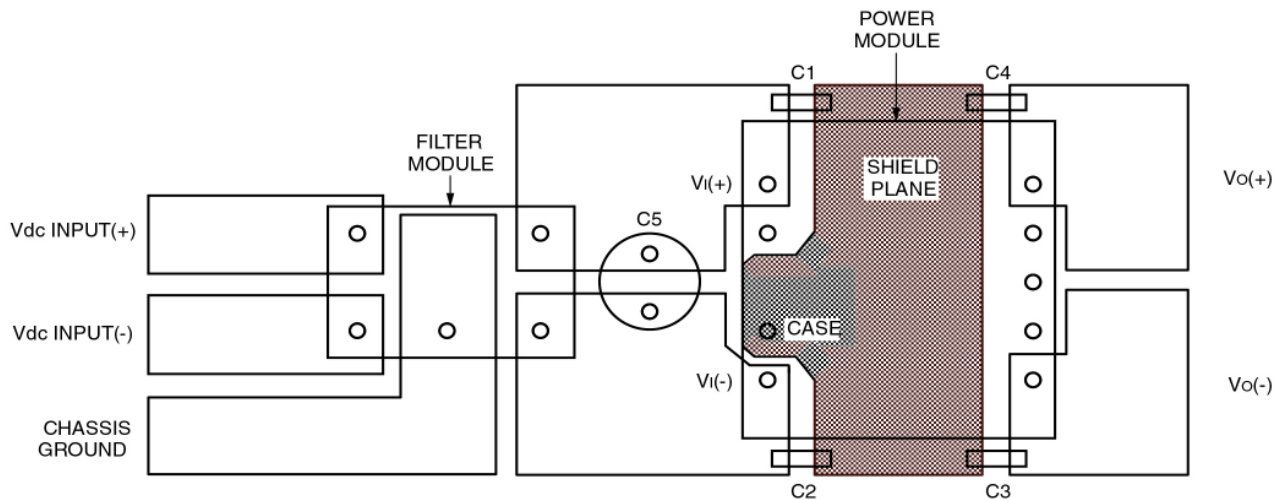 POWER
MODULE
C1
C4
FILTER
MODULE
SHIELD
PLANE
VI(+)
VO(+)
C5
Vdc INPUT(+)
Vdc INPUT(-)
CASE
VI(-)
VO(-)
CHASSIS
GROUND
C2
C3